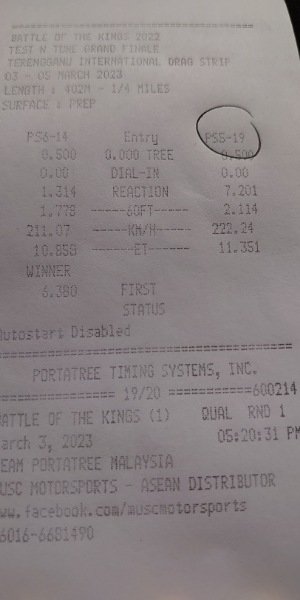 BATTLE OF THE KINGS 2022
TEST N TUNE GRAND FINALE
TERENGGANU INTERNATIONAL DRAG STRIP
03 - 05 MARCH 2023
LENGTH : 402M - 1/4 MILES
SURFACE : PREP
PS6-14 Entry PS5-19
0.500 0.000 TREE 0.500
0.00 DIAL-IN 0.00
1.314 REACTION 7.201
1.778 -----60FT----- 2.114
211.07 -----KM/H----- 222.24
10.858 ------ET------ 11.351
WINNER
6.380 FIRST
STATUS
Autostart Disabled
PORTATREE TIMING SYSTEMS, INC.
============== 19/20 ===========600214
BATTLE OF THE KINGS (1) QUAL RND 1
arch 3, 2023 05:20:31 PM
EAM PORTATREE MALAYSIA
USC MOTORSPORTS - ASEAN DISTRIBUTOR
ww.facebook.com/muscmotorsports
6016-6681490